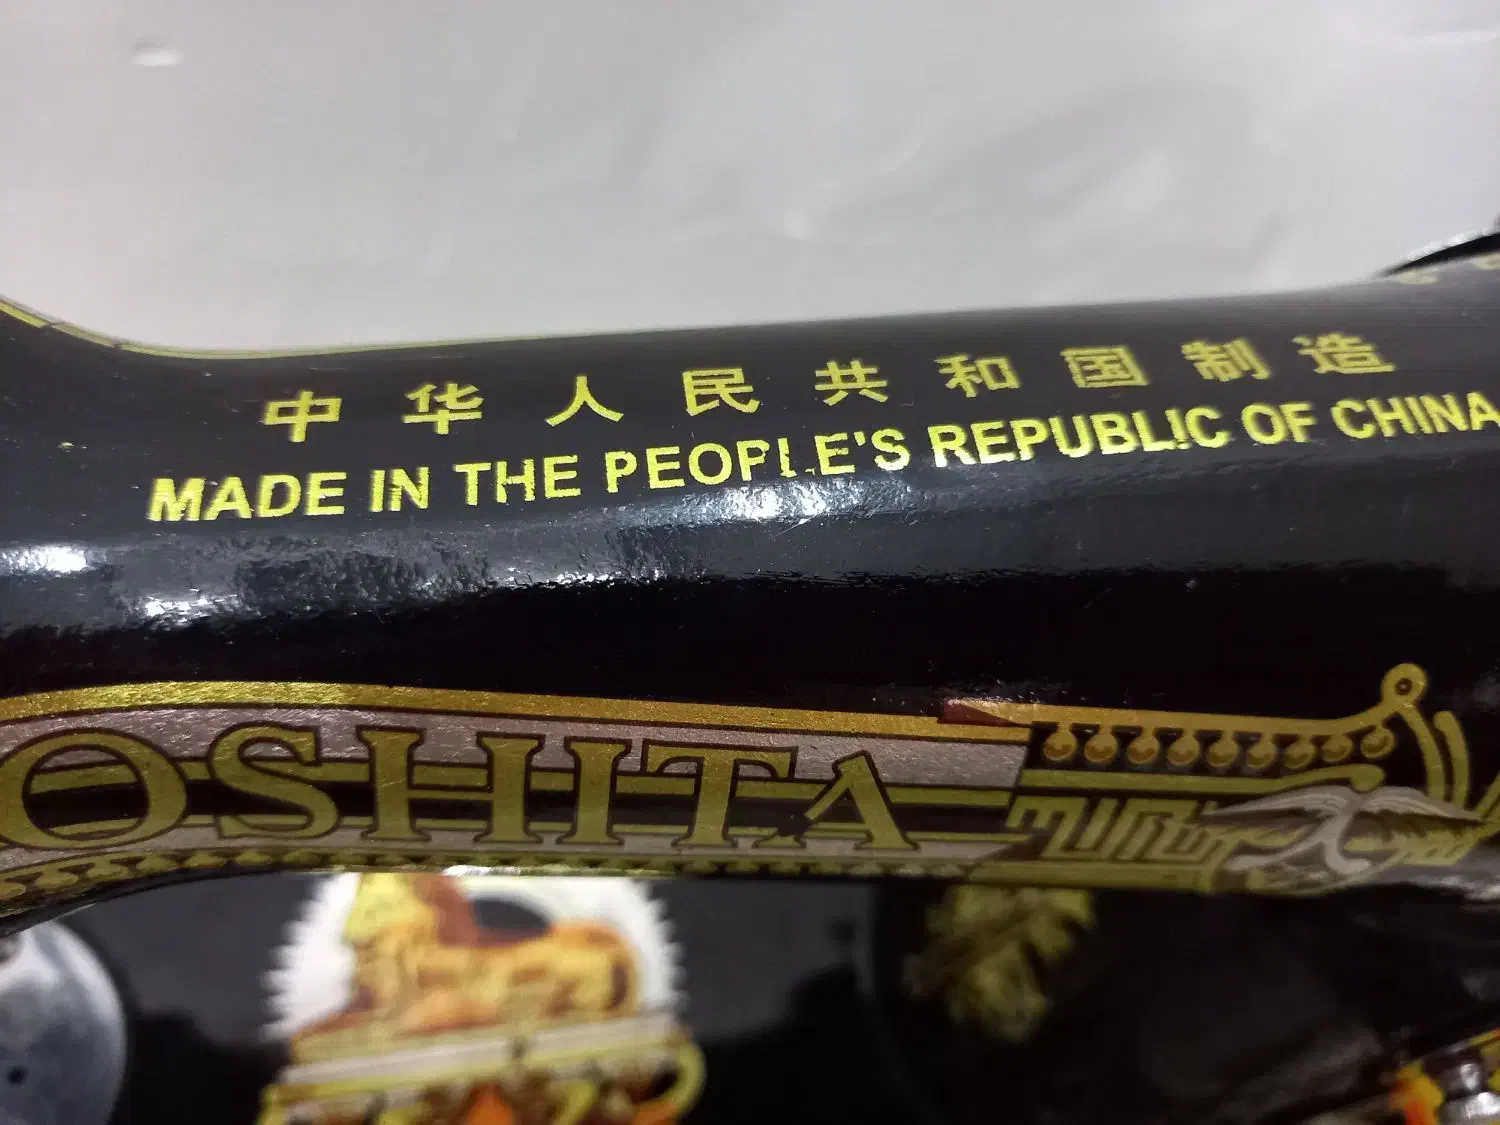 中华人民共和国制造
MADE IN THE PEOPLE'S REPUBLIC OF CHINA
OSHITA